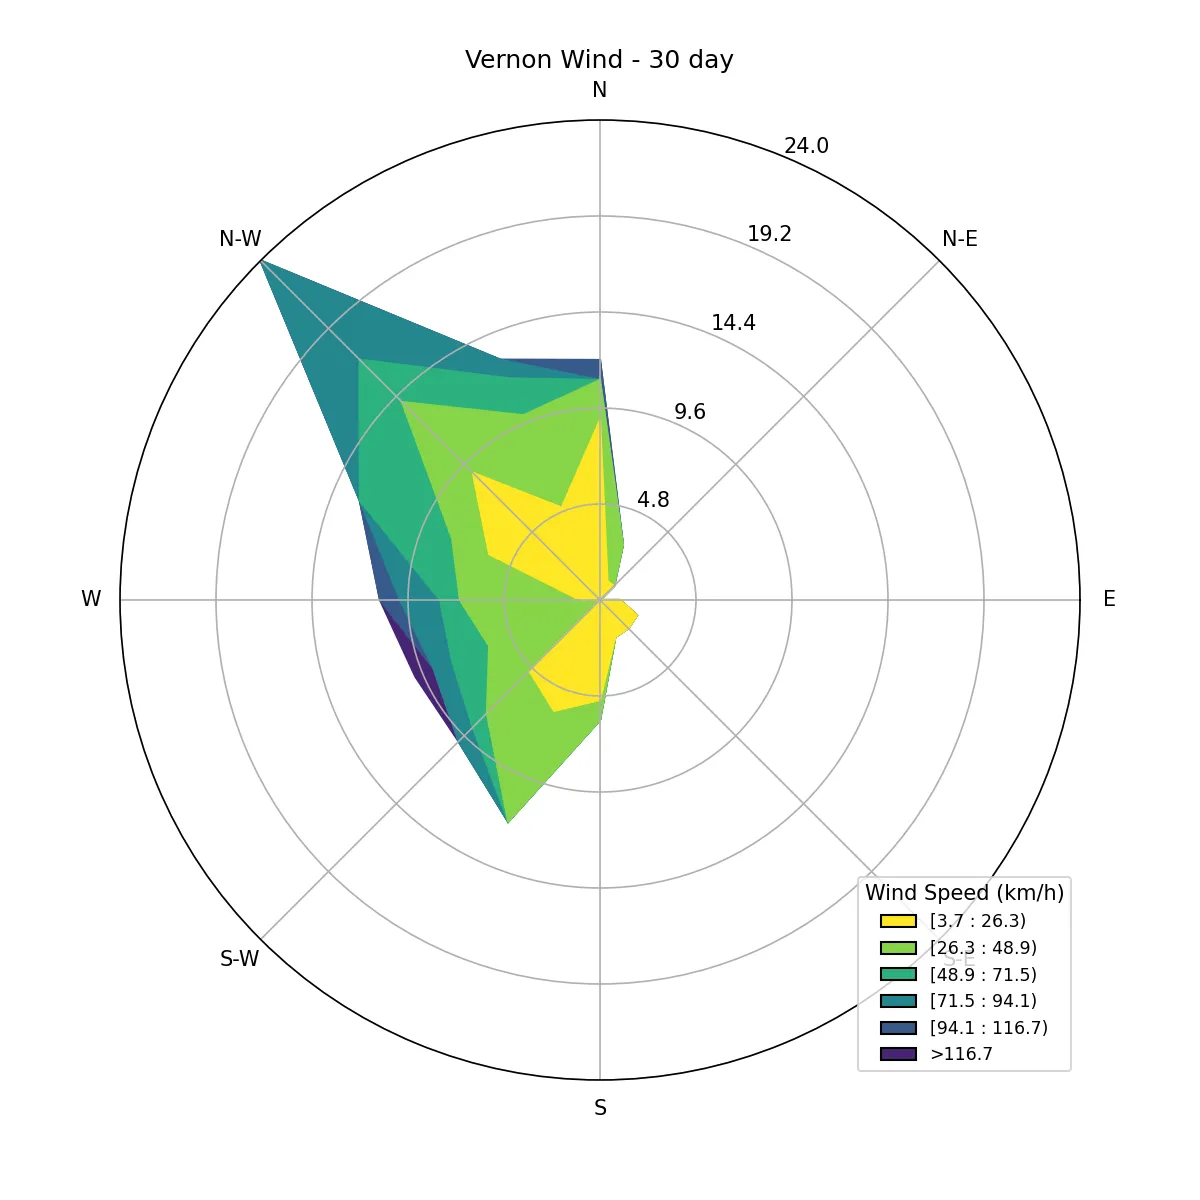 Vernon Wind - 30 day
N
24.0
N-W
19.2
N-E
14.4
9.6
4.8
W
E
Wind Speed (km/h)
[3.7 : 26.3)
[26.3 : 48.9)
S-W
S-E
[48.9 : 71.5)
[71.5 : 94.1)
[94.1 : 116.7)
>116.7
S